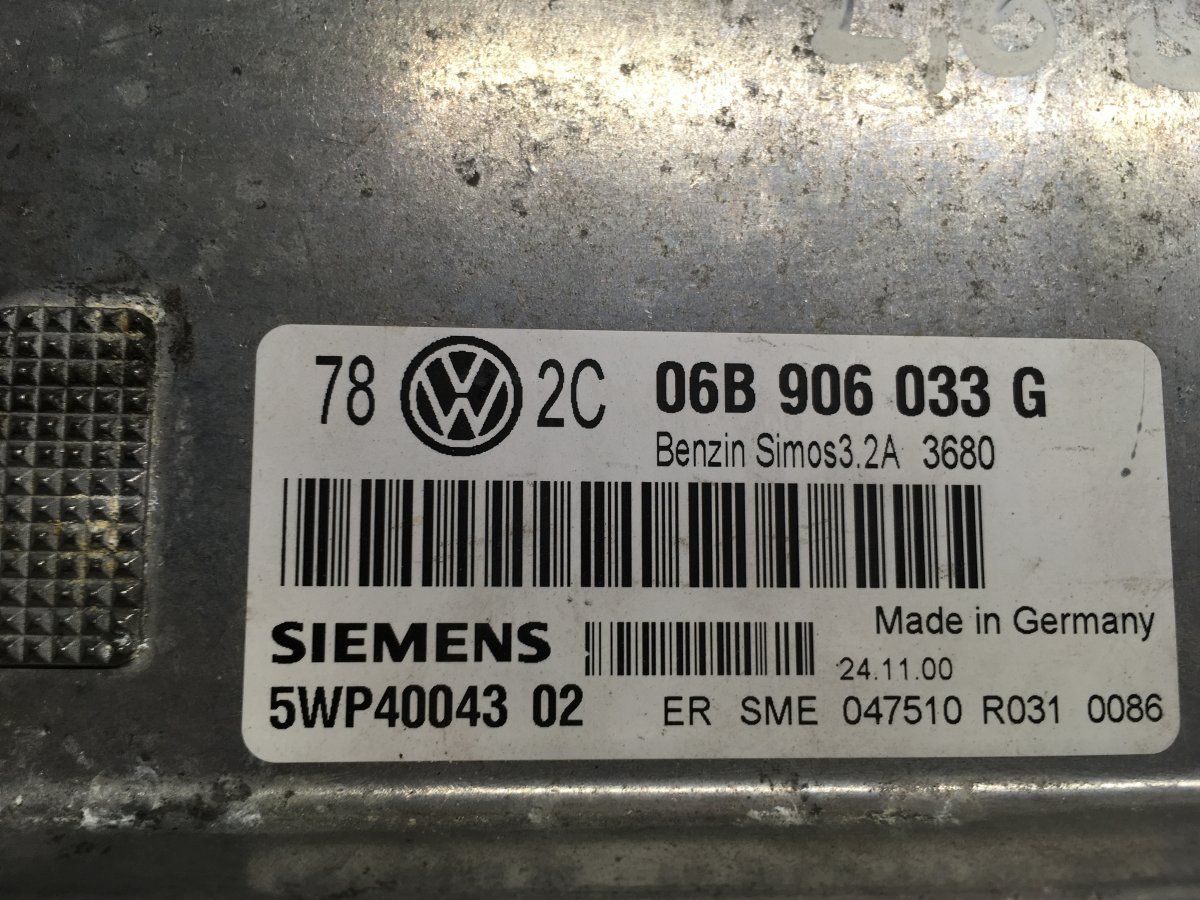 78 2C 06B 906 033 G
Benzin Simos3.2A 3680
Made in Germany
SIEMENS
24.11.00
5WP40043 02 ER SME 047510 R031 0086